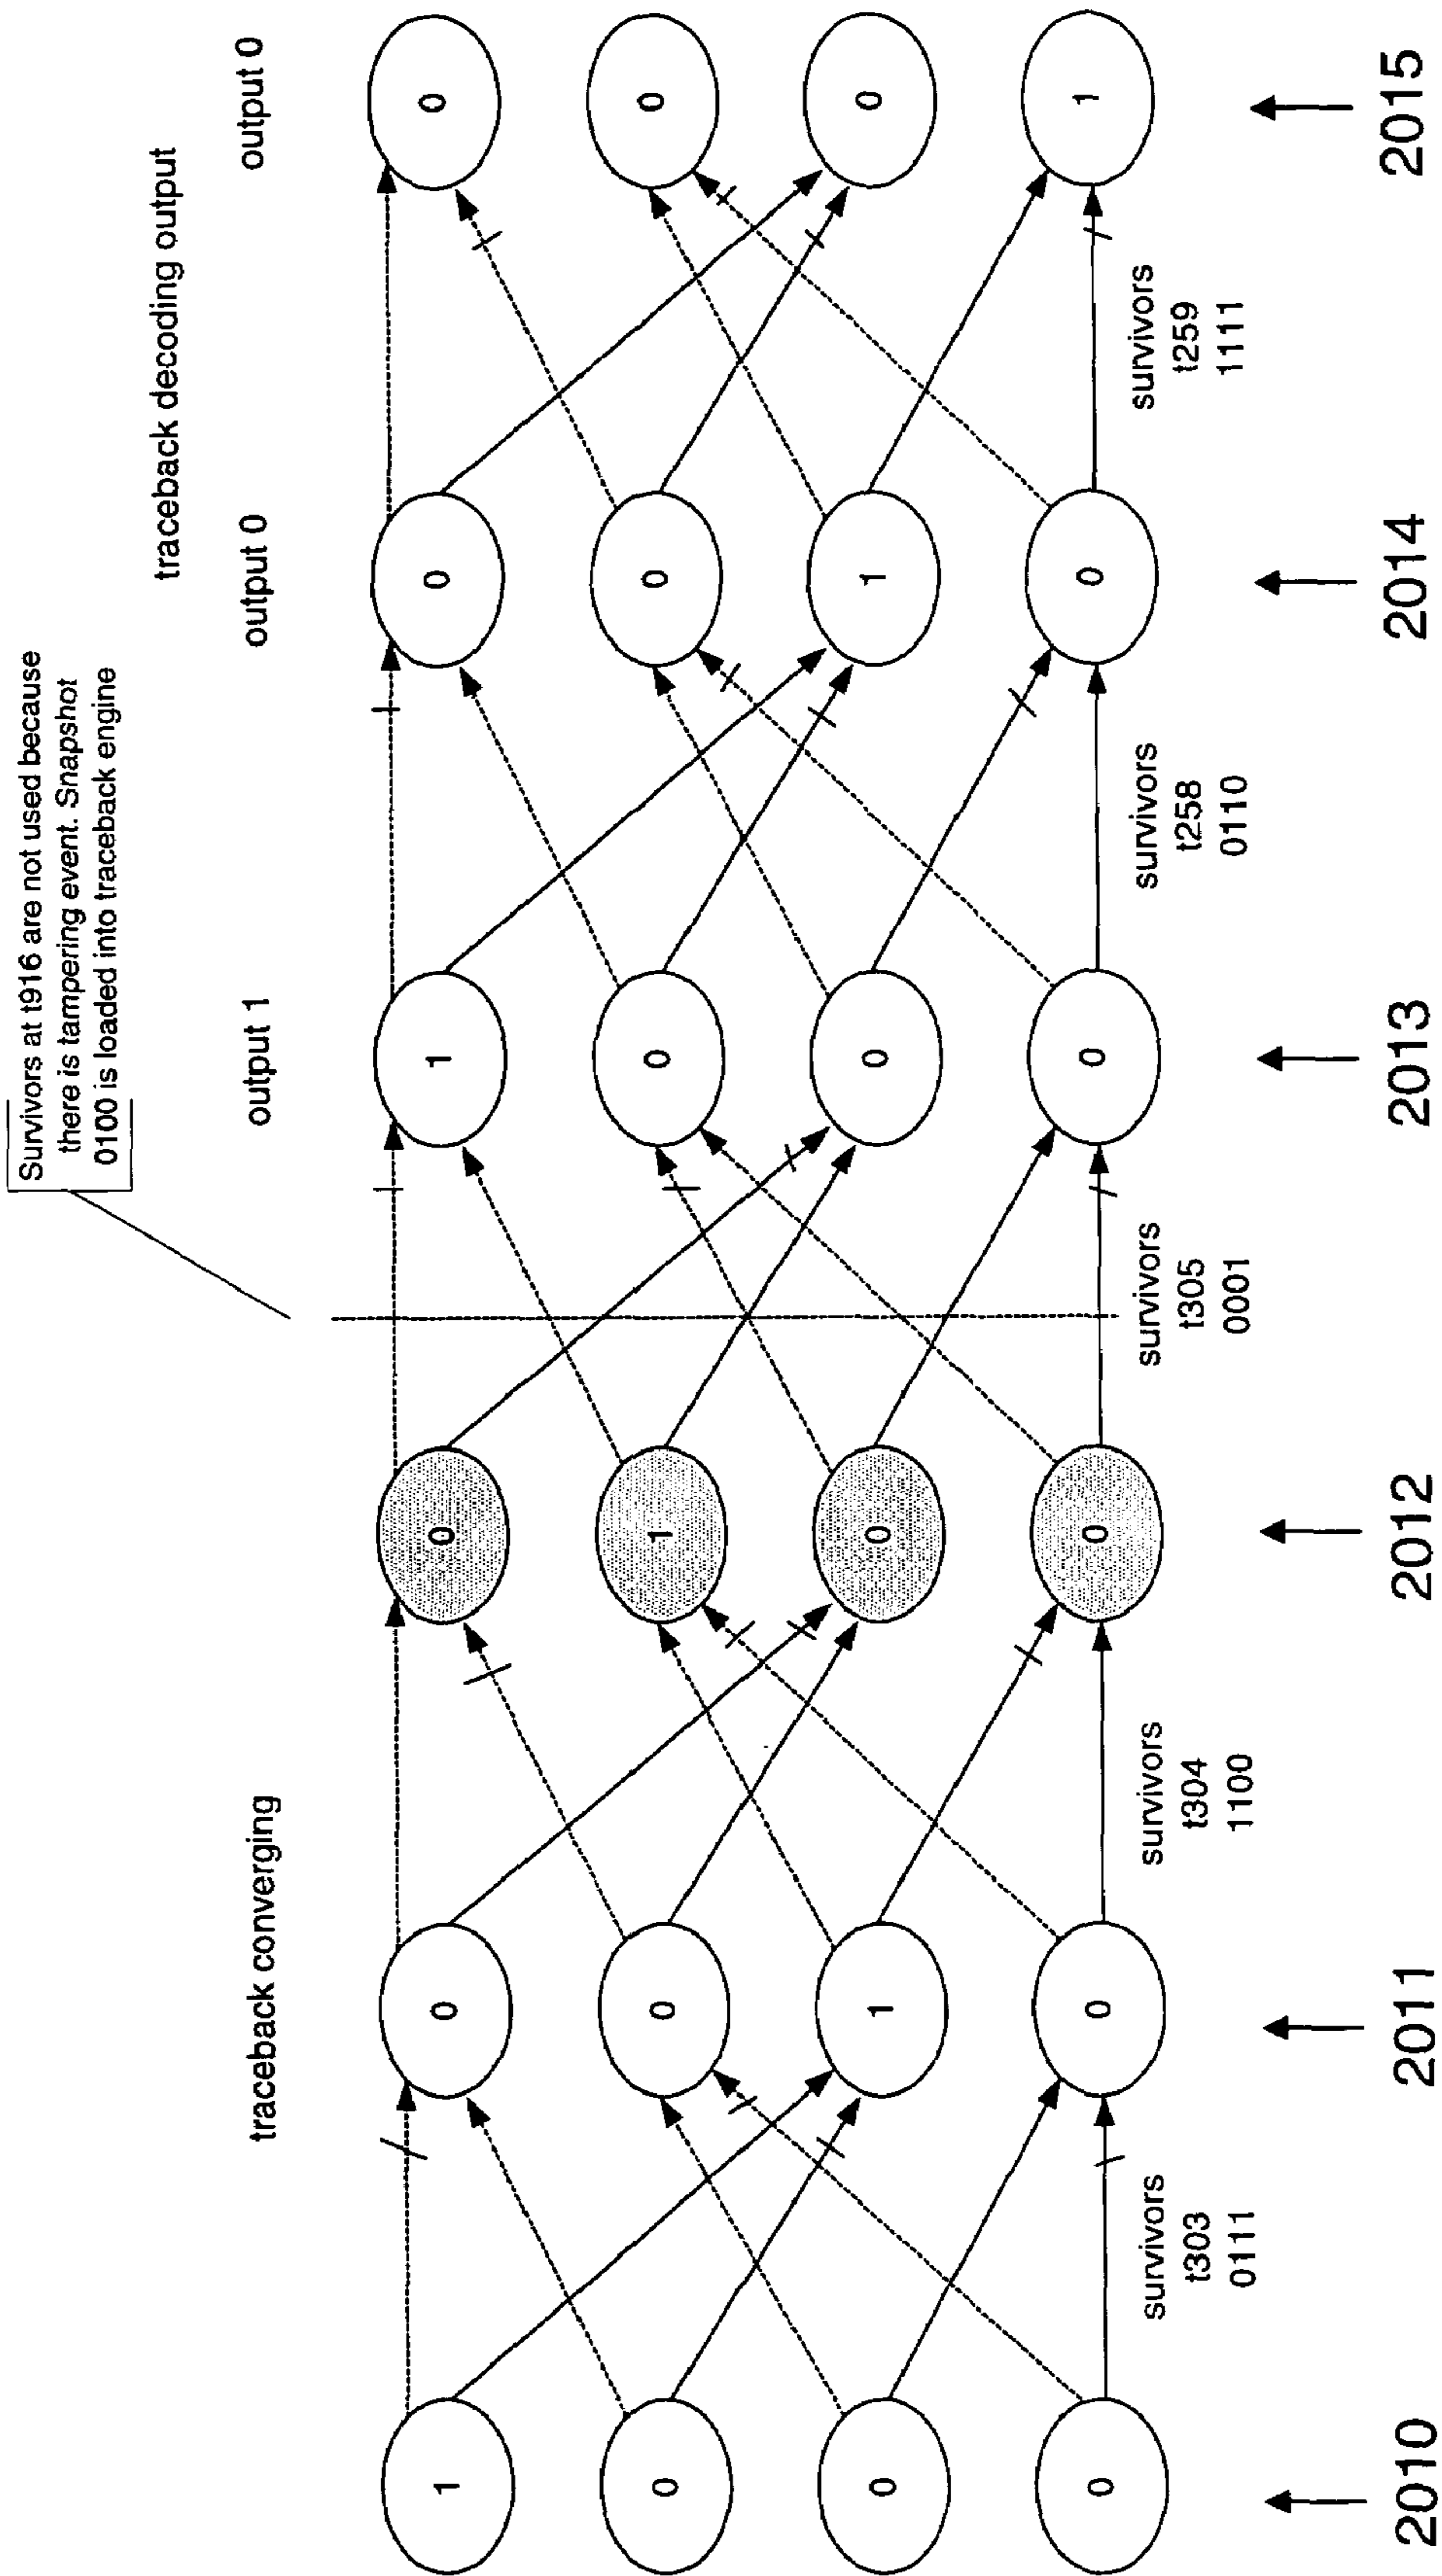 Survivors at t916 are not used because
there is tampering event. Snapshot
0100 is loaded into traceback engine
traceback decoding output
traceback converging
output 1
output 0
output 0
1
0
0
1
0
0
0
0
1
0
0
0
0
1
0
0
0
0
1
0
0
0
0
1
survivors
t303
0111
survivors
t304
1100
survivors
t305
0001
survivors
t258
0110
survivors
t259
1111
2010
2011
2012
2013
2014
2015